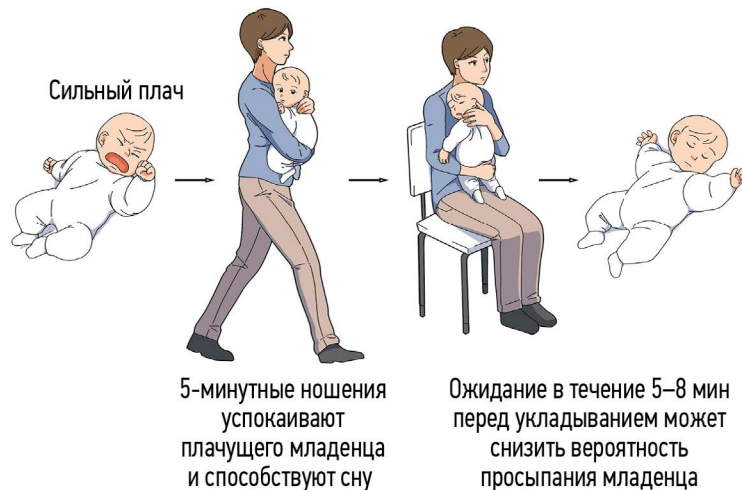 Сильный плач
5-минутные ношения
успокаивают
плачущего младенца
и способствуют сну
Ожидание в течение 5–8 мин
перед укладыванием может
снизить вероятность
просыпания младенца